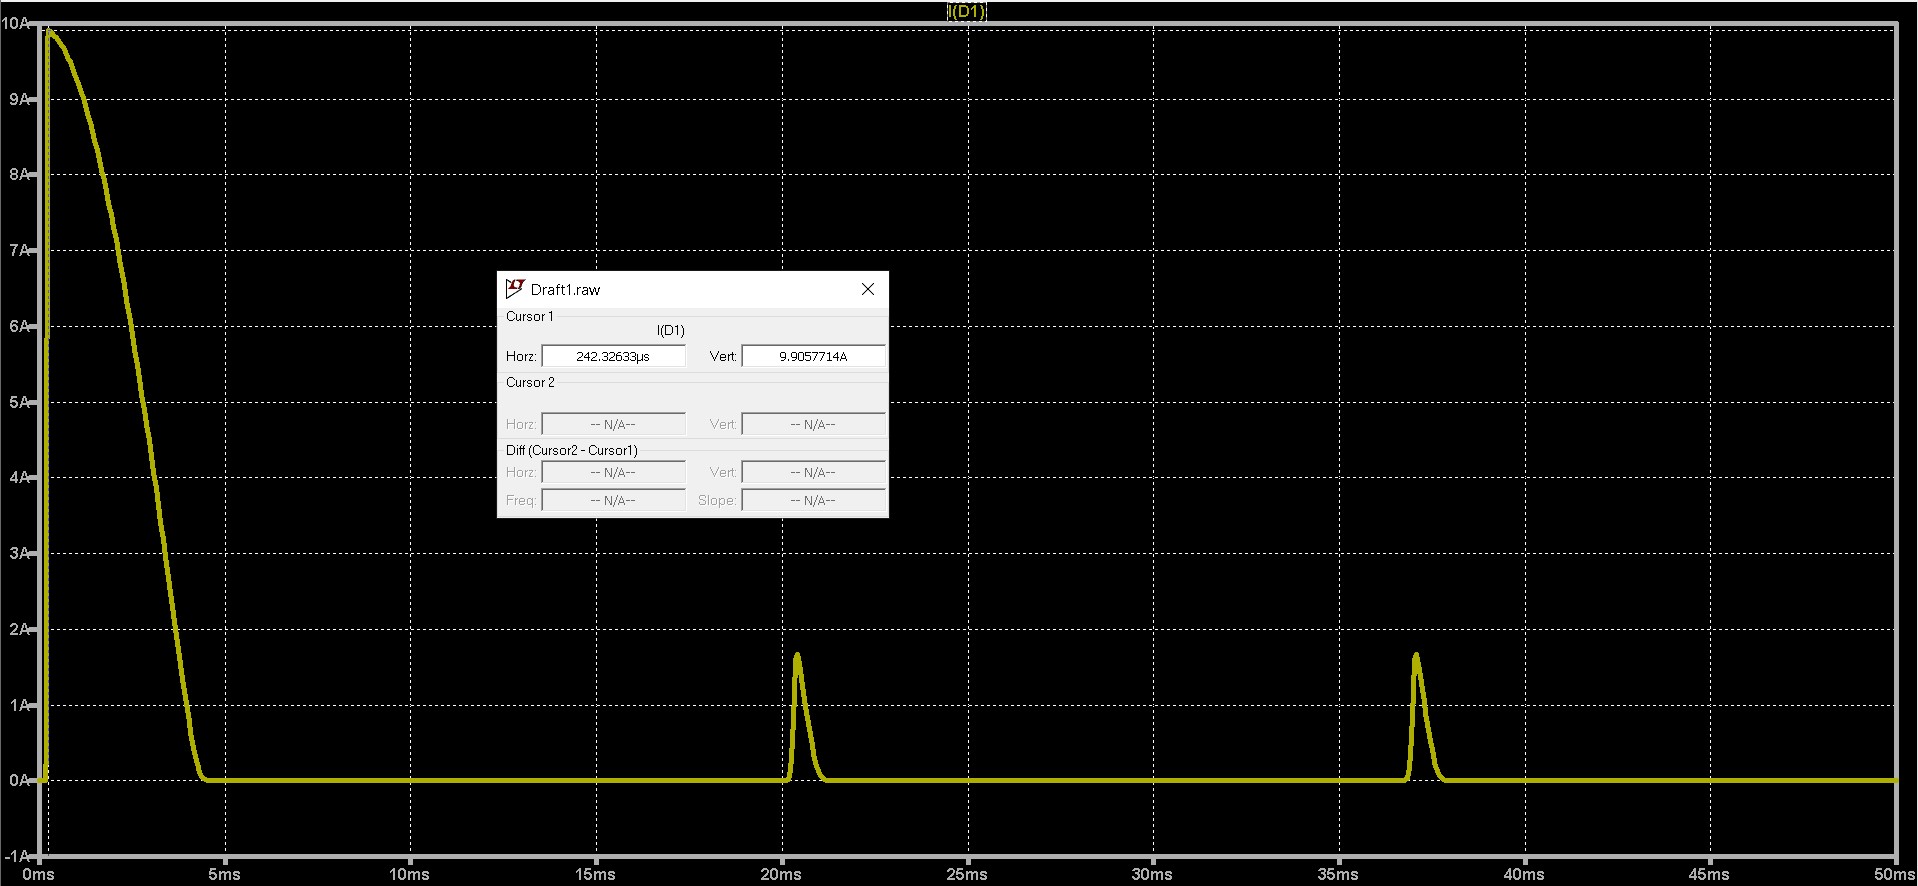 I(D1)
10A
9A
8A
7A
6A
5A
4A
3A
2A
1A
0A
-1A
Draft1.raw
Cursor 1
I(D1)
Horz: 242.32633µs Vert: 9.9057714A
Cursor 2
Horz: -- N/A-- Vert: -- N/A--
Diff (Cursor2 - Cursor1)
Horz: -- N/A-- Vert: -- N/A--
Freq: -- N/A-- Slope: -- N/A--
0ms 5ms 10ms 15ms 20ms 25ms 30ms 35ms 40ms 45ms 50ms